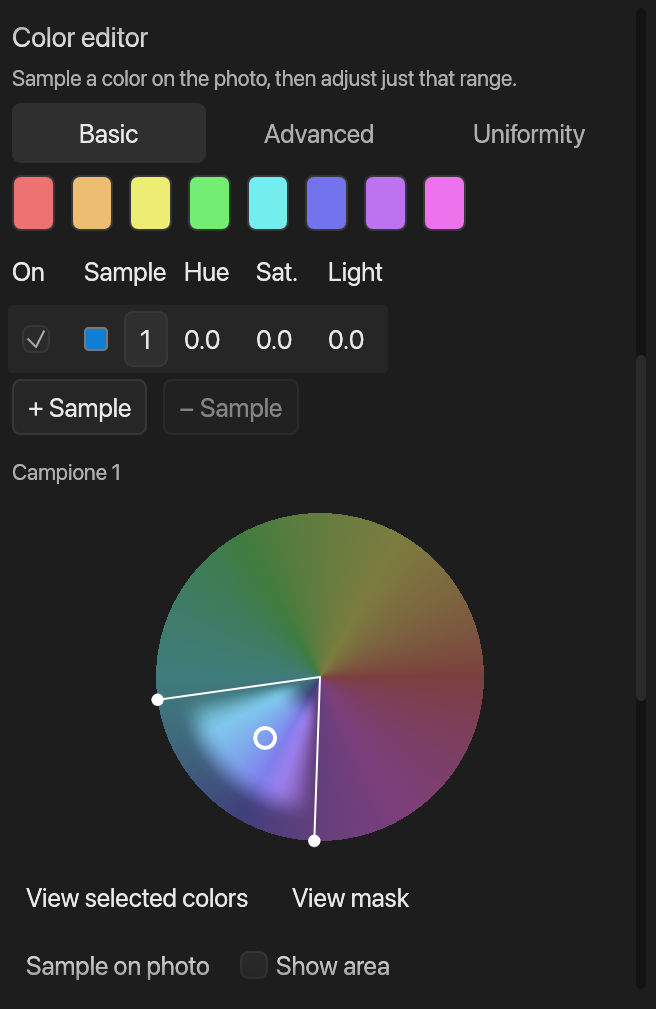 Color editor
Sample a color on the photo, then adjust just that range.
Basic Advanced Uniformity
On Sample Hue Sat. Light
1 0.0 0.0 0.0
+ Sample – Sample
Campione 1
View selected colors View mask
Sample on photo Show area